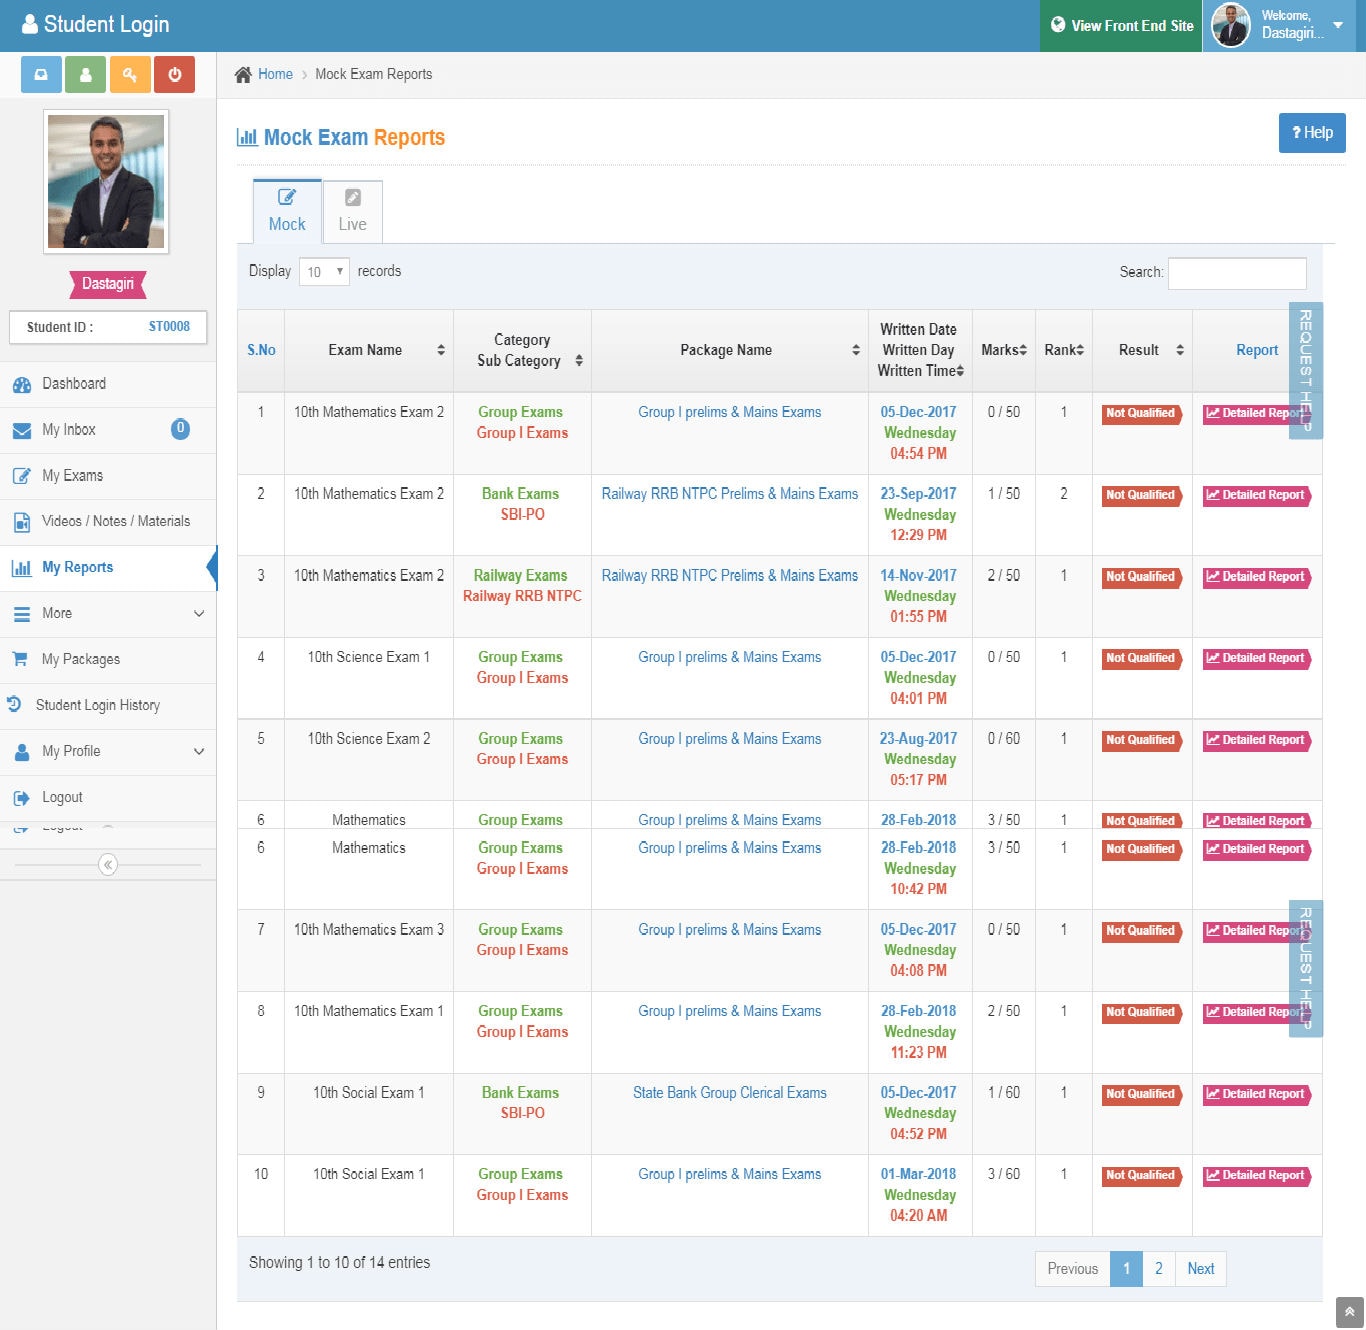 Student Login
View Front End Site
Welcome,
Dastagiri...
Home
Mock Exam Reports
Dastagiri
Student ID :
ST0008
Dashboard
My Inbox
0
My Exams
Videos / Notes / Materials
My Reports
More
My Packages
Student Login History
My Profile
Logout
Logout
Mock Exam Reports
? Help
Mock
Live
Display 10 records
Search:
S.No
Exam Name
Category
Sub Category
Package Name
Written Date
Written Day
Written Time
Marks
Rank
Result
Report
REQUEST HELP
1 10th Mathematics Exam 2 Group Exams Group I prelims & Mains Exams 05-Dec-2017 0 / 50 1 Not Qualified Detailed Report
Group I Exams Wednesday
04:54 PM
2 10th Mathematics Exam 2 Bank Exams Railway RRB NTPC Prelims & Mains Exams 23-Sep-2017 1 / 50 2 Not Qualified Detailed Report
SBI-PO Wednesday
12:29 PM
3 10th Mathematics Exam 2 Railway Exams Railway RRB NTPC Prelims & Mains Exams 14-Nov-2017 2 / 50 1 Not Qualified Detailed Report
Railway RRB NTPC Wednesday
01:55 PM
4 10th Science Exam 1 Group Exams Group I prelims & Mains Exams 05-Dec-2017 0 / 50 1 Not Qualified Detailed Report
Group I Exams Wednesday
04:01 PM
5 10th Science Exam 2 Group Exams Group I prelims & Mains Exams 23-Aug-2017 0 / 60 1 Not Qualified Detailed Report
Group I Exams Wednesday
05:17 PM
6 Mathematics Group Exams Group I prelims & Mains Exams 28-Feb-2018 3 / 50 1 Not Qualified Detailed Report
6 Mathematics Group Exams Group I prelims & Mains Exams 28-Feb-2018 3 / 50 1 Not Qualified Detailed Report
Group I Exams Wednesday
10:42 PM
7 10th Mathematics Exam 3 Group Exams Group I prelims & Mains Exams 05-Dec-2017 0 / 50 1 Not Qualified Detailed Report
Group I Exams Wednesday
04:08 PM
REQUEST HELP
8 10th Mathematics Exam 1 Group Exams Group I prelims & Mains Exams 28-Feb-2018 2 / 50 1 Not Qualified Detailed Report
Group I Exams Wednesday
11:23 PM
9 10th Social Exam 1 Bank Exams State Bank Group Clerical Exams 05-Dec-2017 1 / 60 1 Not Qualified Detailed Report
SBI-PO Wednesday
04:52 PM
10 10th Social Exam 1 Group Exams Group I prelims & Mains Exams 01-Mar-2018 3 / 60 1 Not Qualified Detailed Report
Group I Exams Wednesday
04:20 AM
Showing 1 to 10 of 14 entries
Previous 1 2 Next